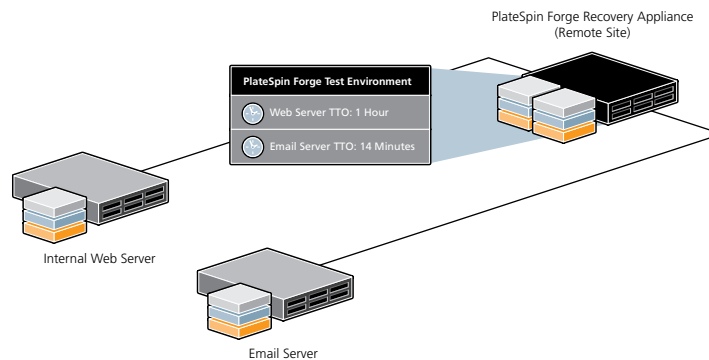 PlateSpin Forge Recovery Appliance
(Remote Site)
PlateSpin Forge Test Environment
Web Server TTO: 1 Hour
Email Server TTO: 14 Minutes
Internal Web Server
Email Server